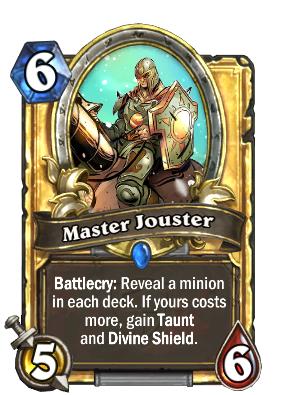 6
Master Jouster
Battlecry: Reveal a minion
in each deck. If yours costs
more, gain Taunt
and Divine Shield.
5
6